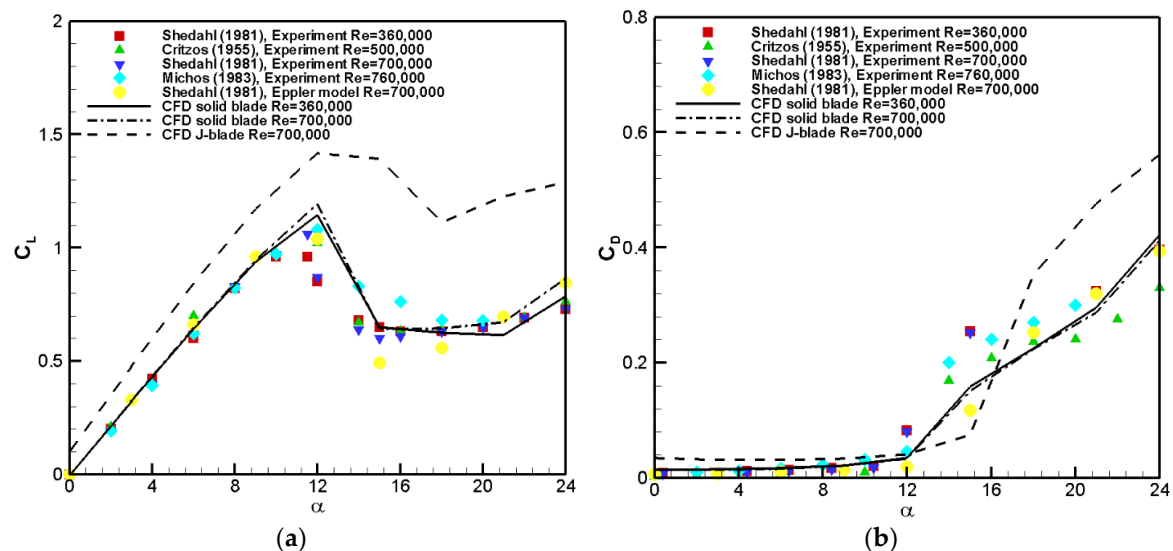 2
1.5
1
0.5
0
C_L
Shedahl (1981), Experiment Re=360,000
Critzos (1955), Experiment Re=500,000
Shedahl (1981), Experiment Re=700,000
Michos (1983), Experiment Re=760,000
Shedahl (1981), Eppler model Re=700,000
CFD solid blade Re=360,000
CFD solid blade Re=700,000
CFD J-blade Re=700,000
0 4 8 12 16 20 24
α
(a)
0.8
0.6
0.4
0.2
0
C_D
Shedahl (1981), Experiment Re=360,000
Critzos (1955), Experiment Re=500,000
Shedahl (1981), Experiment Re=700,000
Michos (1983), Experiment Re=760,000
Shedahl (1981), Eppler model Re=700,000
CFD solid blade Re=360,000
CFD solid blade Re=700,000
CFD J-blade Re=700,000
0 4 8 12 16 20 24
α
(b)